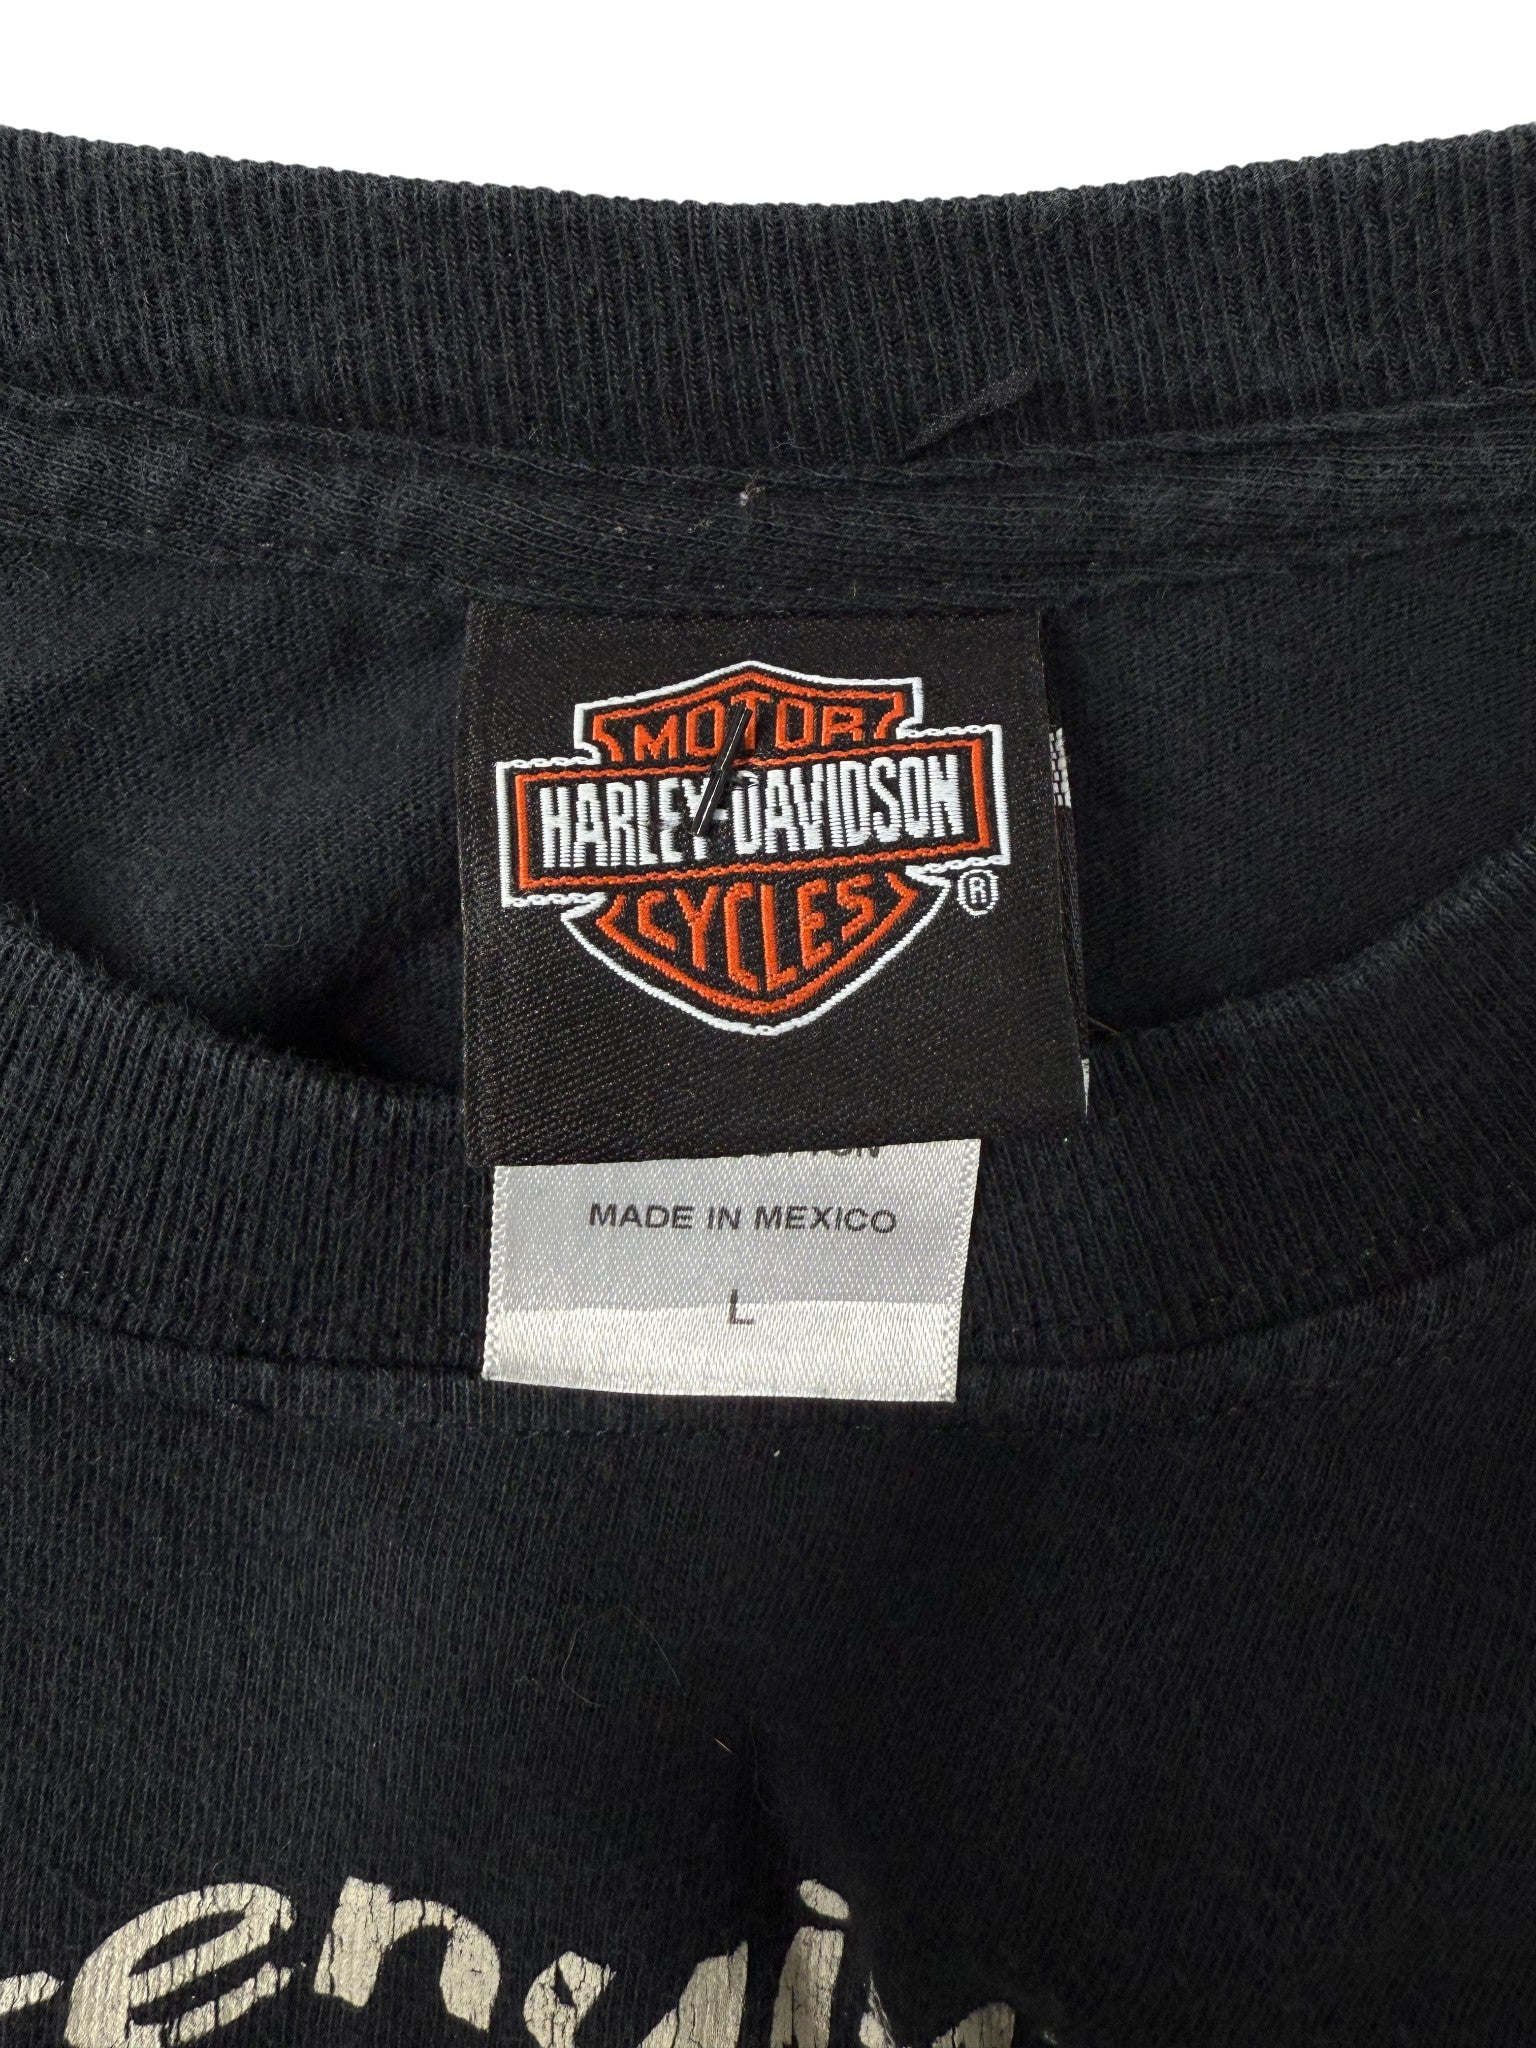 MOTOR
HARLEY-DAVIDSON
CYCLES
®
MADE IN MEXICO
L